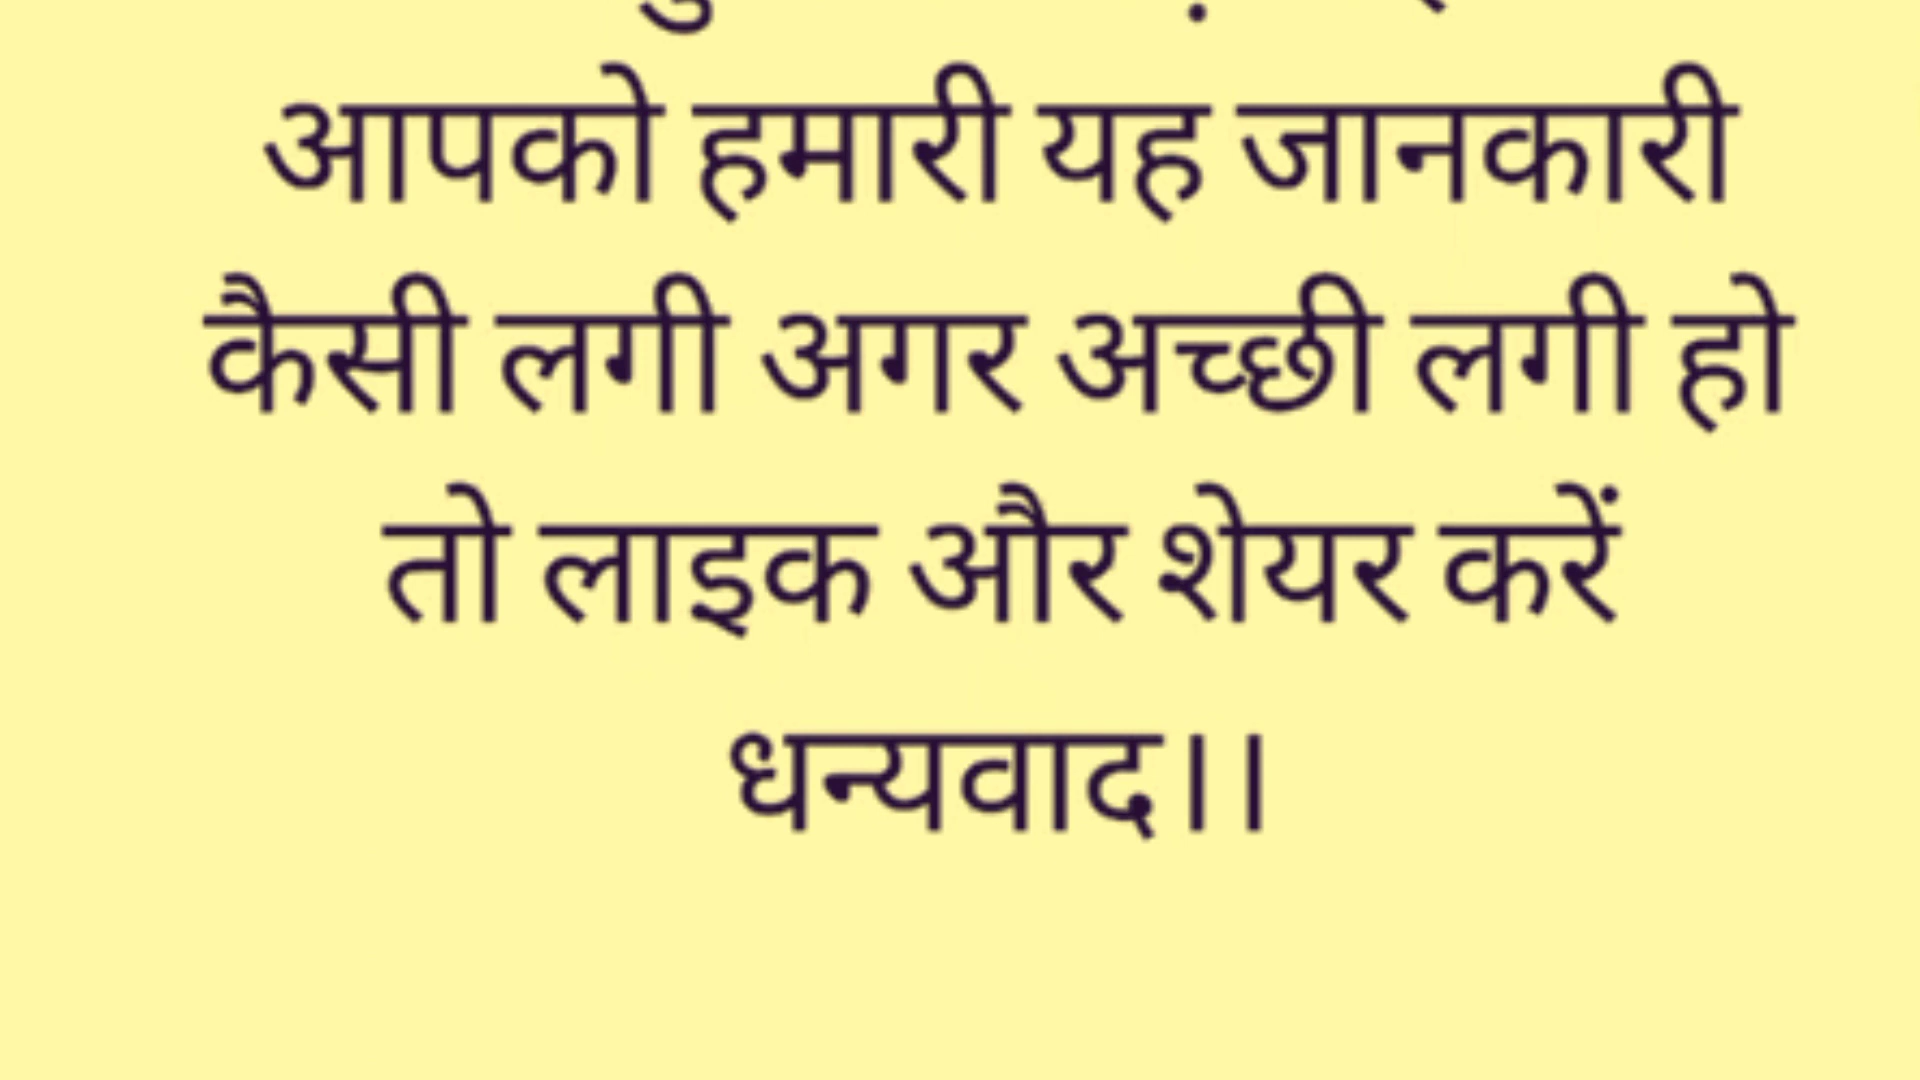 आपको हमारी यह जानकारी
कैसी लगी अगर अच्छी लगी हो
तो लाइक और शेयर करें
धन्यवाद।।